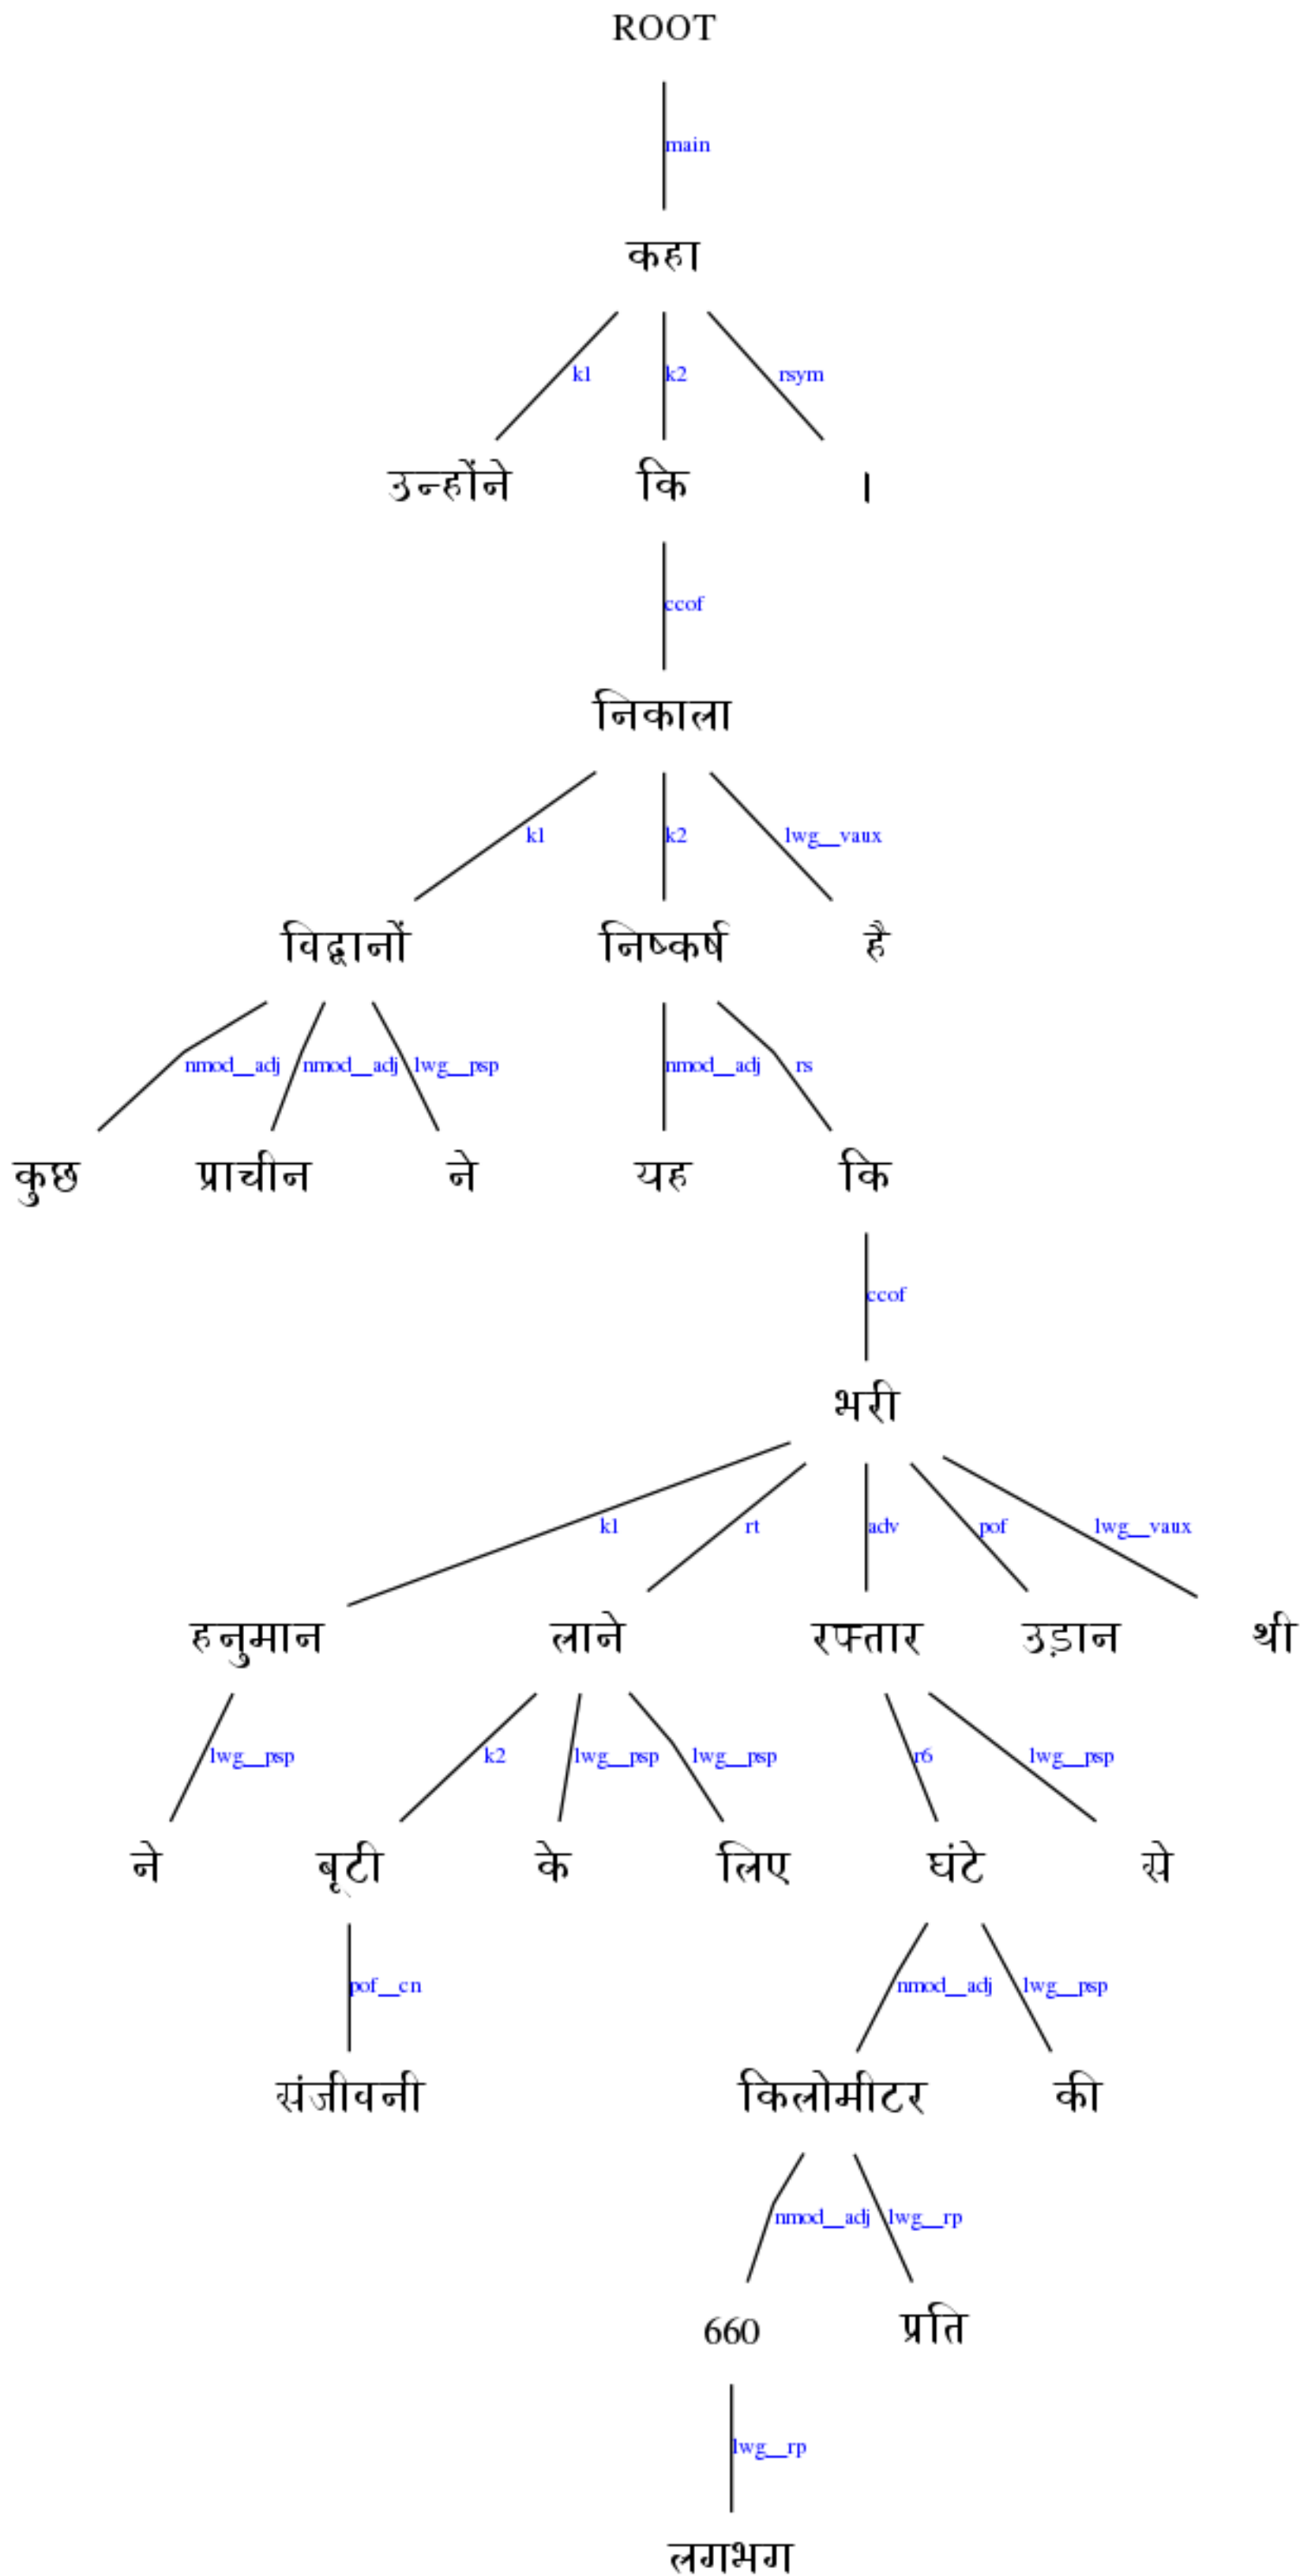 ROOT
main
कहा
k1 k2 rsym
उन्होंने कि ।
ccof
निकाला
k1 k2 lwg__vaux
विद्वानों निष्कर्ष है
nmod__adj nmod__adj lwg__psp nmod__adj rs
कुछ प्राचीन ने यह कि
ccof
भरी
k1 rt adv pof lwg__vaux
हनुमान लाने रफ्तार उड़ान थी
lwg__psp k2 lwg__psp lwg__psp r6 lwg__psp
ने बूटी के लिए घंटे से
pof__cn nmod__adj lwg__psp
संजीवनी किलोमीटर की
nmod__adj lwg__rp
660 प्रति
lwg__rp
लगभग